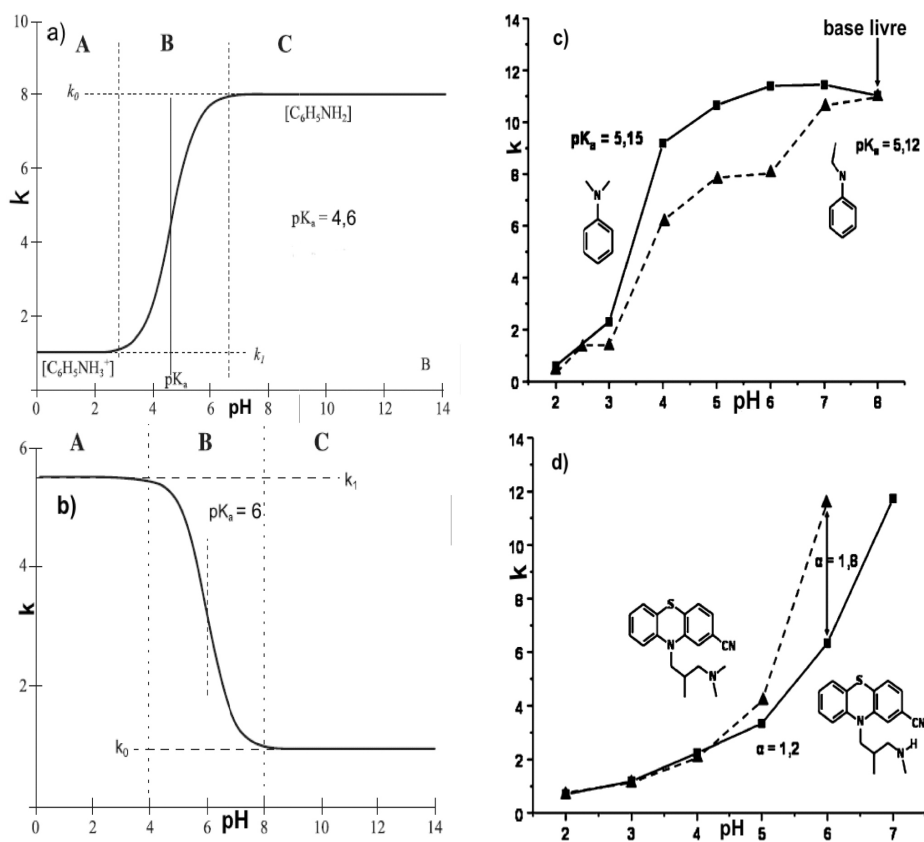 a)
A B C
10
8
6
4
2
0
k
k₀
[C₆H₅NH₂]
pKₐ = 4,6
k₁
[C₆H₅NH₃⁺]
pKₐ
B
0 2 4 6 pH 8 10 12 14
b)
A B C
6
4
2
0
k
k₁
pKₐ = 6
k₀
0 2 4 6 pH 8 10 12 14
c)
base livre
14
12
10
8
6
4
2
0
k
pKₐ = 5,15
N
pKₐ = 5,12
N
2 3 4 5 6 7 8
pH
d)
14
12
10
8
6
4
2
0
k
α = 1,8
S
N
CN
N
α = 1,2
S
N
CN
H
N
2 3 4 5 6 7
pH